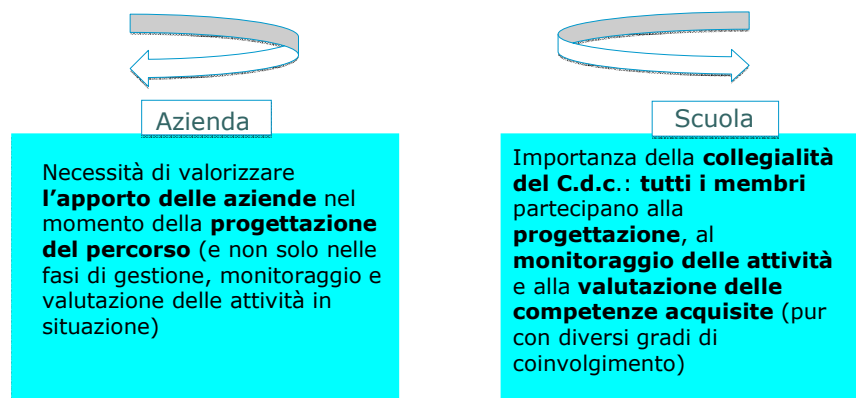 Azienda
Necessità di valorizzare
l'apporto delle aziende nel
momento della progettazione
del percorso (e non solo nelle
fasi di gestione, monitoraggio e
valutazione delle attività in
situazione)
Scuola
Importanza della collegialità
del C.d.c.: tutti i membri
partecipano alla
progettazione, al
monitoraggio delle attività
e alla valutazione delle
competenze acquisite (pur
con diversi gradi di
coinvolgimento)